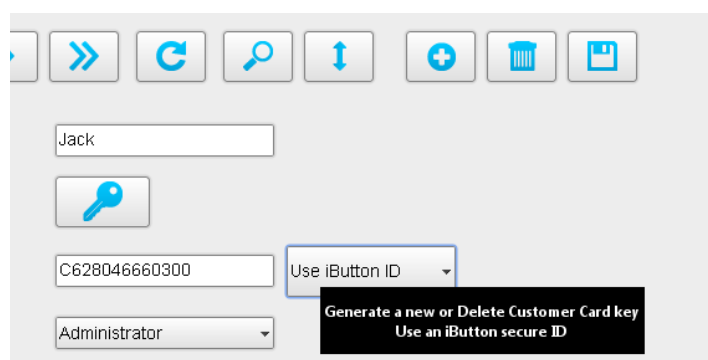 Jack
C628046660300
Use iButton ID
Generate a new or Delete Customer Card key
Use an iButton secure ID
Administrator